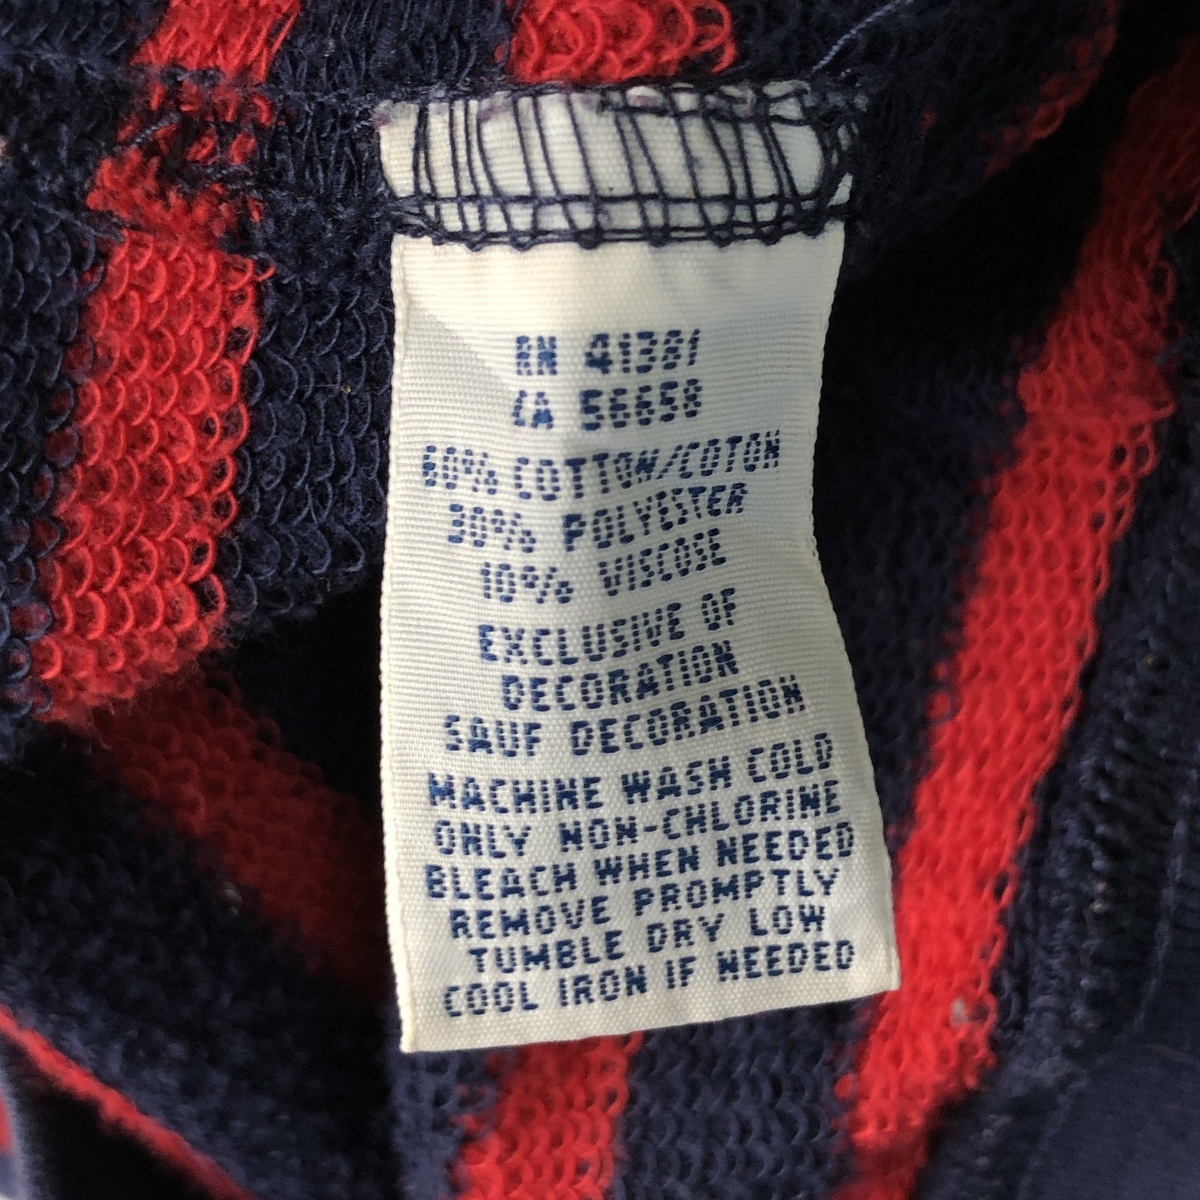 RN 41381
CA 56658
60% COTTON/COTON
30% POLYESTER
10% VISCOSE
EXCLUSIVE OF
DECORATION
SAUF DECORATION
MACHINE WASH COLD
ONLY NON-CHLORINE
BLEACH WHEN NEEDED
REMOVE PROMPTLY
TUMBLE DRY LOW
COOL IRON IF NEEDED